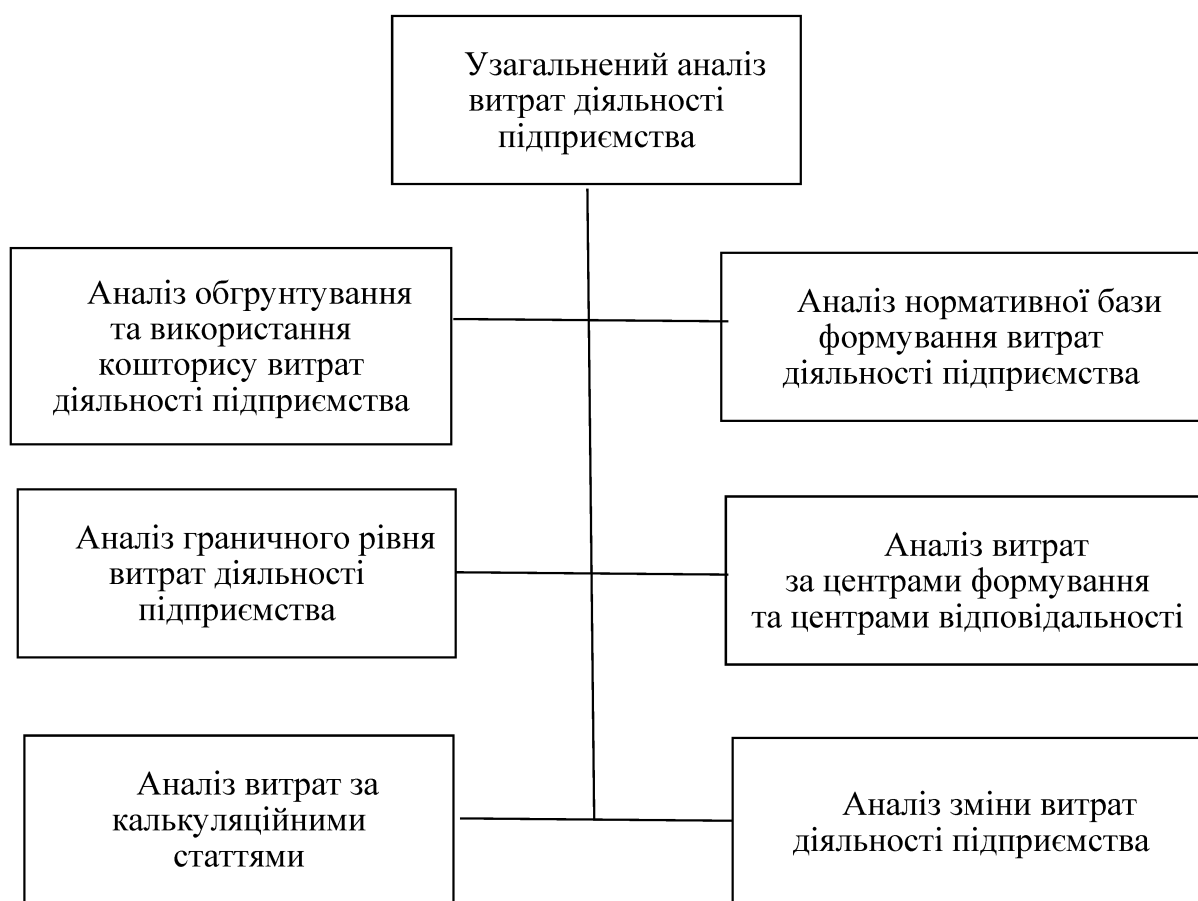 Узагальнений аналіз
витрат діяльності
підприємства
Аналіз обгрунтування
та використання
кошторису витрат
діяльності підприємства
Аналіз нормативної бази
формування витрат
діяльності підприємства
Аналіз граничного рівня
витрат діяльності
підприємства
Аналіз витрат
за центрами формування
та центрами відповідальності
Аналіз витрат за
калькуляційними
статтями
Аналіз зміни витрат
діяльності підприємства